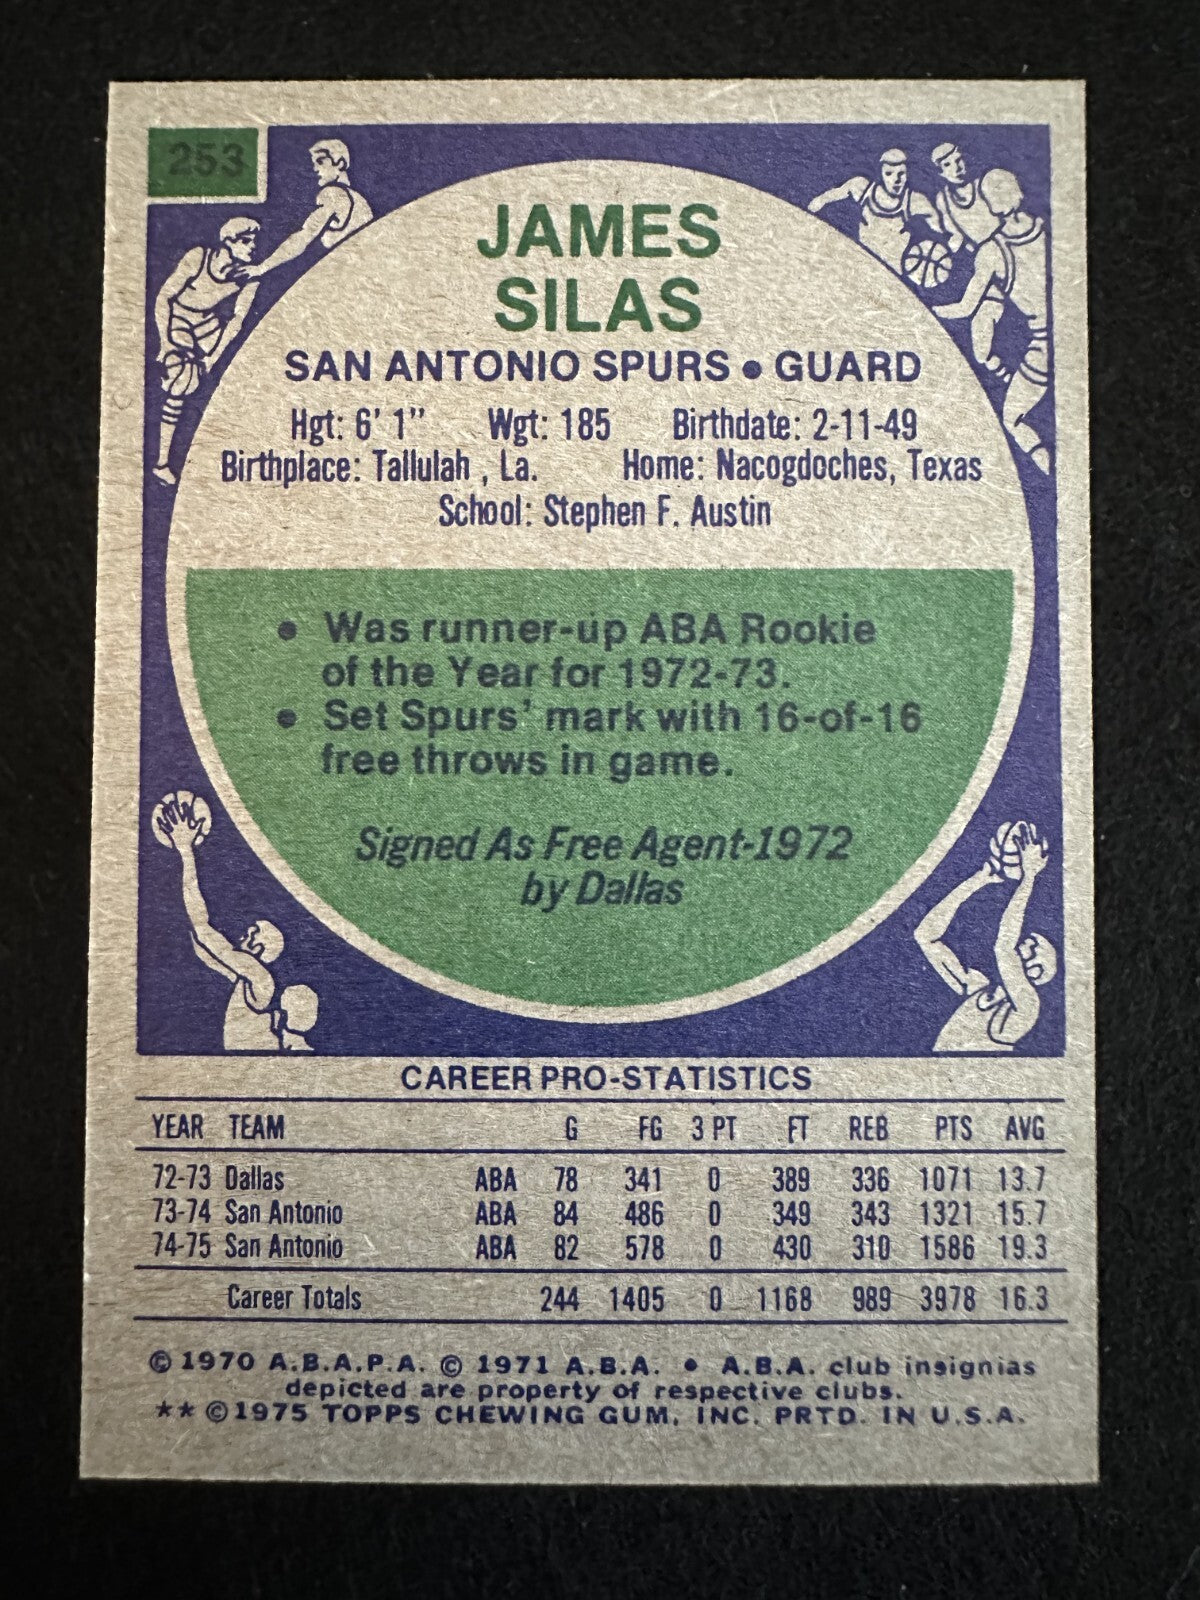 253
JAMES
SILAS
SAN ANTONIO SPURS • GUARD
Hgt: 6' 1" Wgt: 185 Birthdate: 2-11-49
Birthplace: Tallulah , La. Home: Nacogdoches, Texas
School: Stephen F. Austin
• Was runner-up ABA Rookie
of the Year for 1972-73.
• Set Spurs' mark with 16-of-16
free throws in game.
Signed As Free Agent-1972
by Dallas
CAREER PRO-STATISTICS
YEAR TEAM G FG 3 PT FT REB PTS AVG
72-73 Dallas ABA 78 341 0 389 336 1071 13.7
73-74 San Antonio ABA 84 486 0 349 343 1321 15.7
74-75 San Antonio ABA 82 578 0 430 310 1586 19.3
Career Totals 244 1405 0 1168 989 3978 16.3
© 1970 A.B.A.P.A. © 1971 A.B.A. • A.B.A. club insignias
depicted are property of respective clubs.
** © 1975 TOPPS CHEWING GUM, INC. PRTD. IN U.S.A.